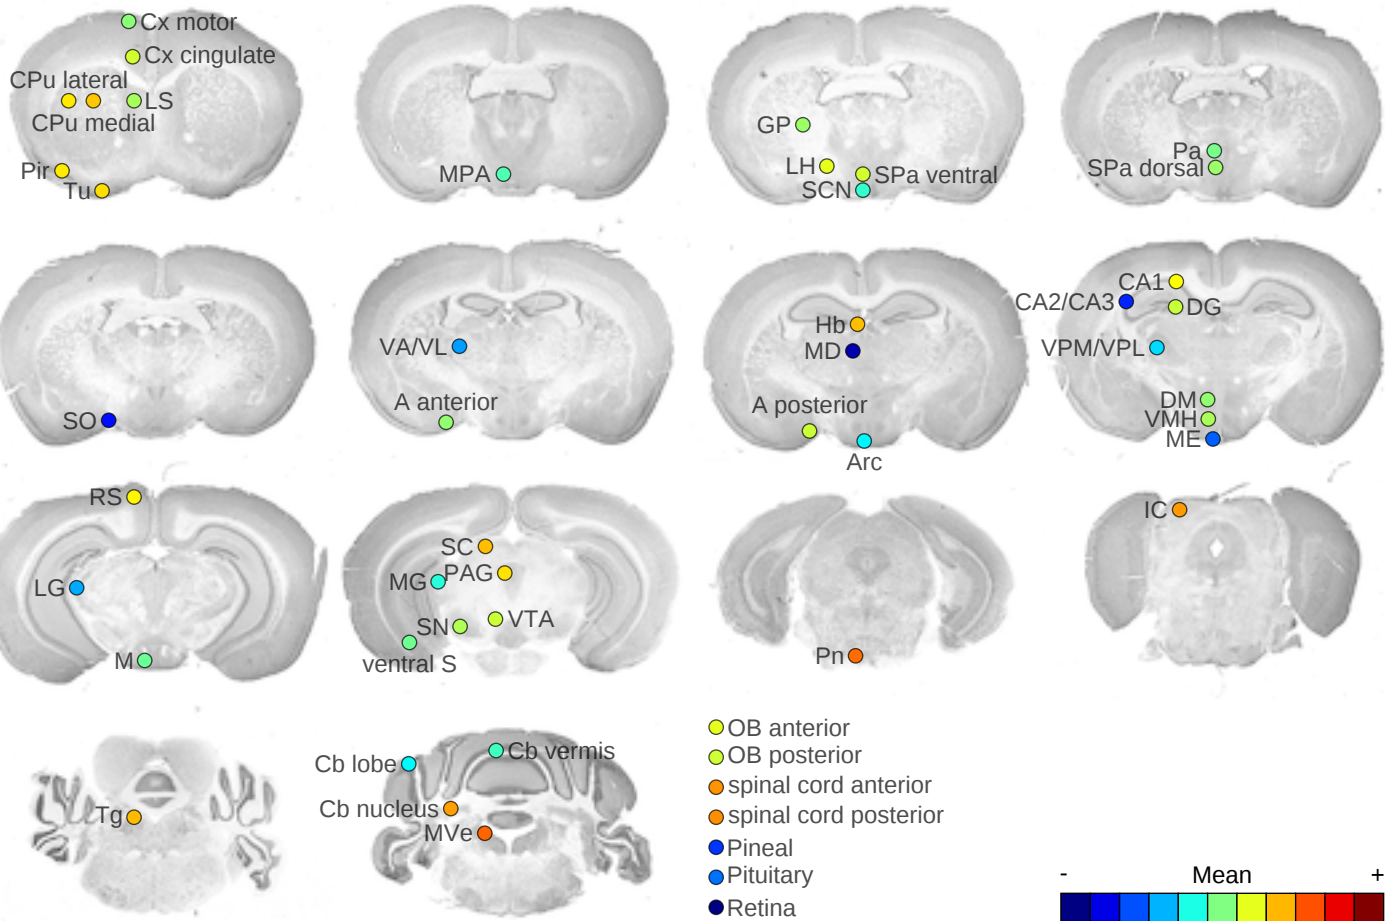 Cx motor
Cx cingulate
CPu lateral
LS
CPu medial
Pir
Tu
MPA
GP
LH
SPa ventral
SCN
Pa
SPa dorsal
SO
VA/VL
A anterior
Hb
MD
A posterior
Arc
CA1
CA2/CA3
DG
VPM/VPL
DM
VMH
ME
RS
LG
M
SC
MG
PAG
SN
VTA
ventral S
Pn
IC
Tg
Cb lobe
Cb vermis
Cb nucleus
MVe
OB anterior
OB posterior
spinal cord anterior
spinal cord posterior
Pineal
Pituitary
Retina
- Mean +